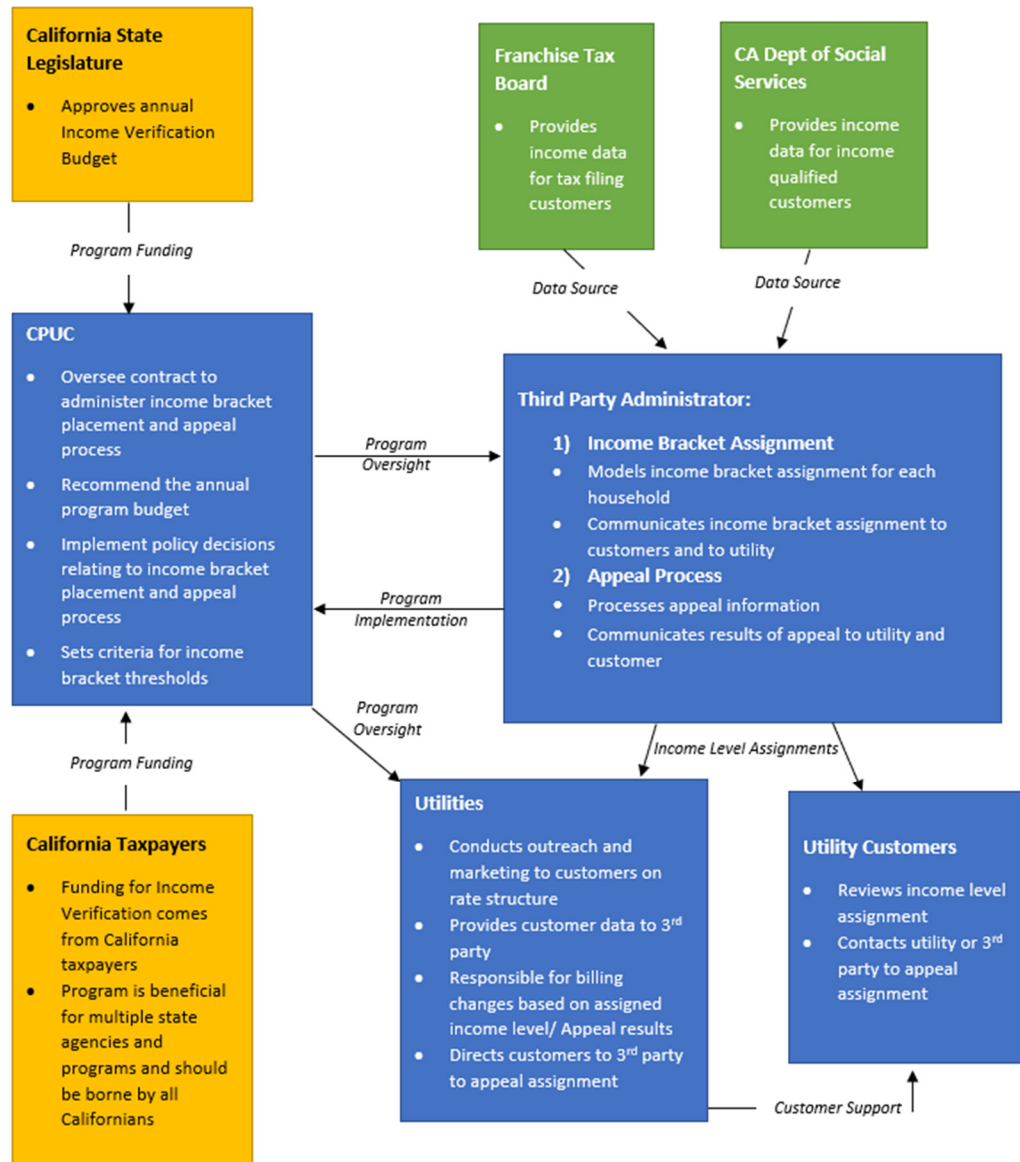 California State
Legislature
• Approves annual
Income Verification
Budget
Franchise Tax
Board
• Provides
income data
for tax filing
customers
CA Dept of Social
Services
• Provides income
data for income
qualified
customers
Program Funding
Data Source
Data Source
CPUC
• Oversee contract to
administer income bracket
placement and appeal
process
• Recommend the annual
program budget
• Implement policy decisions
relating to income bracket
placement and appeal
process
• Sets criteria for income
bracket thresholds
Program
Oversight
Program
Implementation
Third Party Administrator:
1) Income Bracket Assignment
• Models income bracket assignment for each
household
• Communicates income bracket assignment to
customers and to utility
2) Appeal Process
• Processes appeal information
• Communicates results of appeal to utility and
customer
Program
Oversight
Program Funding
Income Level Assignments
California Taxpayers
• Funding for Income
Verification comes
from California
taxpayers
• Program is beneficial
for multiple state
agencies and
programs and should
be borne by all
Californians
Utilities
• Conducts outreach and
marketing to customers on
rate structure
• Provides customer data to 3rd
party
• Responsible for billing
changes based on assigned
income level/ Appeal results
• Directs customers to 3rd party
to appeal assignment
Utility Customers
• Reviews income level
assignment
• Contacts utility or 3rd
party to appeal
assignment
Customer Support